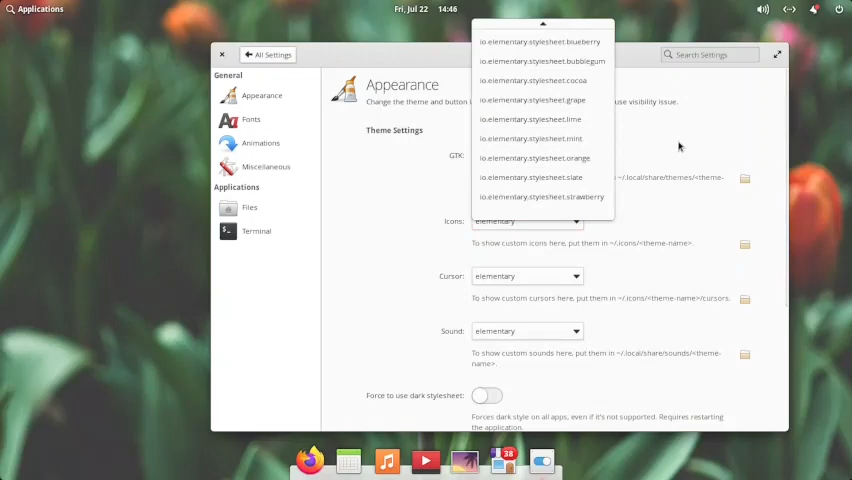 Applications
Fri, Jul 22 14:46
All Settings
Search Settings
General
Appearance
Fonts
Animations
Miscellaneous
Applications
Files
Terminal
Appearance
Change the theme and button l
use visibility issue.
Theme Settings
GTK:
io.elementary.stylesheet.blueberry
io.elementary.stylesheet.bubblegum
io.elementary.stylesheet.cocoa
io.elementary.stylesheet.grape
io.elementary.stylesheet.lime
io.elementary.stylesheet.mint
io.elementary.stylesheet.orange
io.elementary.stylesheet.slate
io.elementary.stylesheet.strawberry
~/.local/share/themes/<theme-
Icons: elementary
To show custom icons here, put them in ~/.icons/<theme-name>.
Cursor: elementary
To show custom cursors here, put them in ~/.icons/<theme-name>/cursors.
Sound: elementary
To show custom sounds here, put them in ~/.local/share/sounds/<theme-
name>.
Force to use dark stylesheet:
Forces dark style on all apps, even if it's not supported. Requires restarting
the application.
38